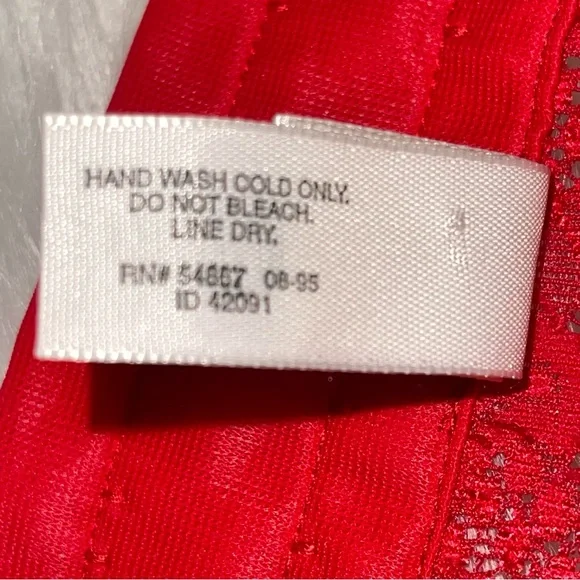 HAND WASH COLD ONLY.
DO NOT BLEACH.
LINE DRY.
RN# 54867 08-95
ID 42091